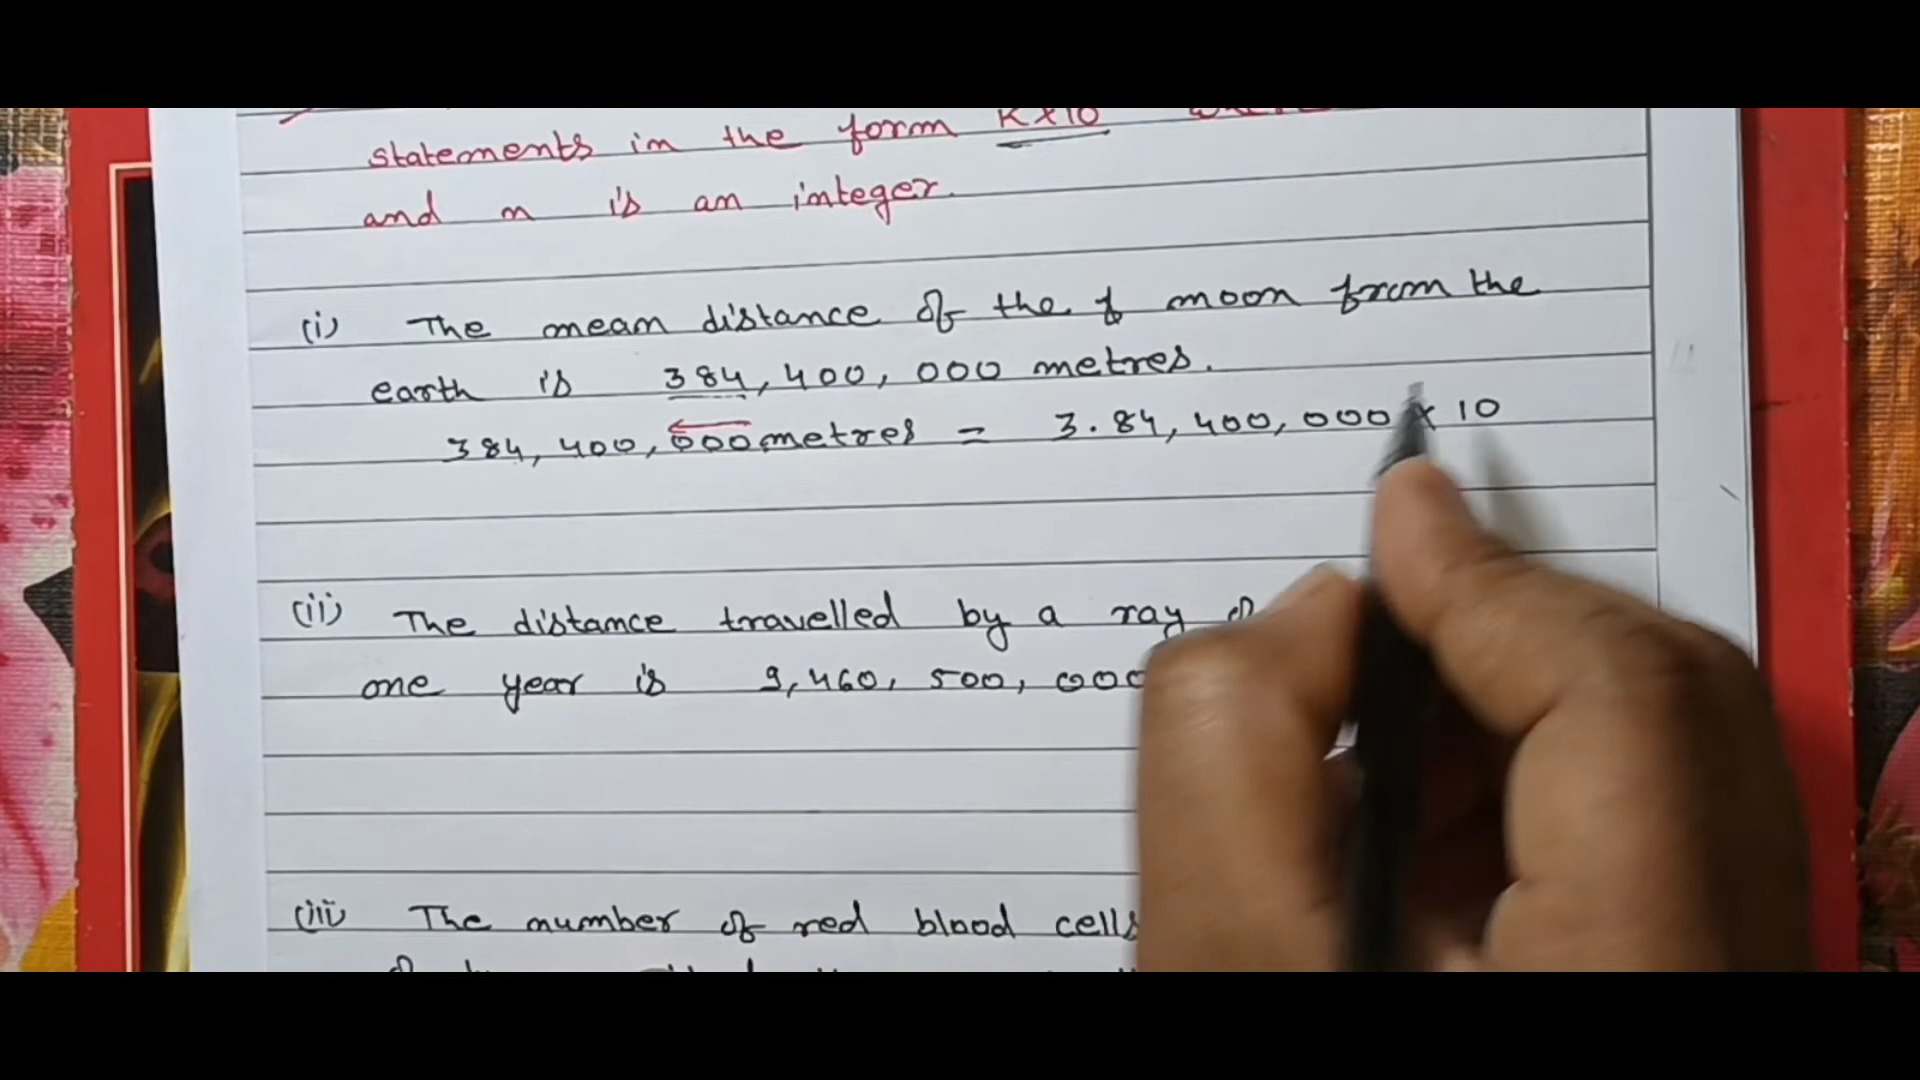 statements in the form K×10
and n is an integer.
(i) The mean distance of the f moon from the
earth is 384,400,000 metres.
384,400,000 metres = 3.84,400,000 × 10
(ii) The distance travelled by a ray of
one year is 9,460,500,000
(iii) The number of red blood cells